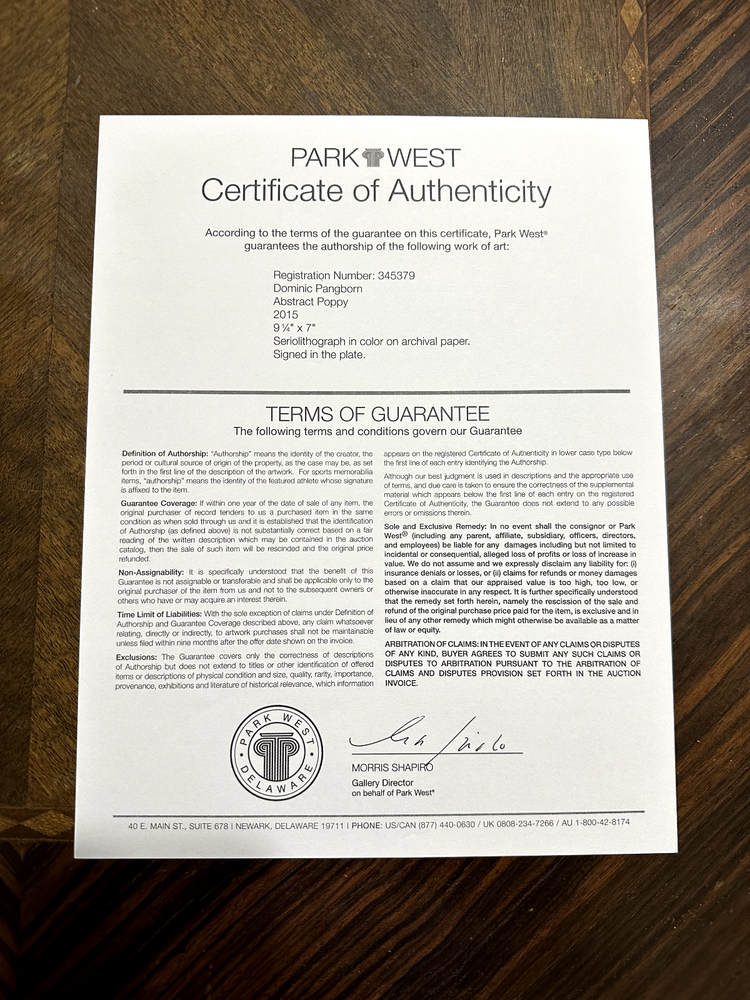 PARK WEST
Certificate of Authenticity
According to the terms of the guarantee on this certificate, Park West®
guarantees the authorship of the following work of art:
Registration Number: 345379
Dominic Pangborn
Abstract Poppy
2015
9 ¼" x 7"
Seriolithograph in color on archival paper.
Signed in the plate.
TERMS OF GUARANTEE
The following terms and conditions govern our Guarantee
Definition of Authorship: "Authorship" means the identity of the creator, the
period or cultural source of origin of the property, as the case may be, as set
forth in the first line of the description of the artwork. For sports memorabilia
items, "authorship" means the identity of the featured athlete whose signature
is affixed to the item.
Guarantee Coverage: If within one year of the date of sale of any item, the
original purchaser of record tenders to us a purchased item in the same
condition as when sold through us and it is established that the identification
of Authorship (as defined above) is not substantially correct based on a fair
reading of the written description which may be contained in the auction
catalog, then the sale of such item will be rescinded and the original price
refunded.
Non-Assignability: It is specifically understood that the benefit of this
Guarantee is not assignable or transferable and shall be applicable only to the
original purchaser of the item from us and not to the subsequent owners or
others who have or may acquire an interest therein.
Time Limit of Liabilities: With the sole exception of claims under Definition of
Authorship and Guarantee Coverage described above, any claim whatsoever
relating, directly or indirectly, to artwork purchases shall not be maintainable
unless filed within nine months after the offer date shown on the invoice.
Exclusions: The Guarantee covers only the correctness of descriptions
of Authorship but does not extend to titles or other identification of offered
items or descriptions of physical condition and size, quality, rarity, importance,
provenance, exhibitions and literature of historical relevance, which information
appears on the registered Certificate of Authenticity in lower case type below
the first line of each entry identifying the Authorship.
Although our best judgment is used in descriptions and the appropriate use
of terms, and due care is taken to ensure the correctness of the supplemental
material which appears below the first line of each entry on the registered
Certificate of Authenticity, the Guarantee does not extend to any possible
errors or omissions therein.
Sole and Exclusive Remedy: In no event shall the consignor or Park
West® (including any parent, affiliate, subsidiary, officers, directors,
and employees) be liable for any damages including but not limited to
incidental or consequential, alleged loss of profits or loss of increase in
value. We do not assume and we expressly disclaim any liability for: (i)
insurance denials or losses, or (ii) claims for refunds or money damages
based on a claim that our appraised value is too high, too low, or
otherwise inaccurate in any respect. It is further specifically understood
that the remedy set forth herein, namely the rescission of the sale and
refund of the original purchase price paid for the item, is exclusive and in
lieu of any other remedy which might otherwise be available as a matter
of law or equity.
ARBITRATION OF CLAIMS: IN THE EVENT OF ANY CLAIMS OR DISPUTES
OF ANY KIND, BUYER AGREES TO SUBMIT ANY SUCH CLAIMS OR
DISPUTES TO ARBITRATION PURSUANT TO THE ARBITRATION OF
CLAIMS AND DISPUTES PROVISION SET FORTH IN THE AUCTION
INVOICE.
PARK WEST
• DELAWARE •
MORRIS SHAPIRO
Gallery Director
on behalf of Park West®
40 E. MAIN ST., SUITE 678 | NEWARK, DELAWARE 19711 | PHONE: US/CAN (877) 440-0630 / UK 0808-234-7266 / AU 1-800-42-8174